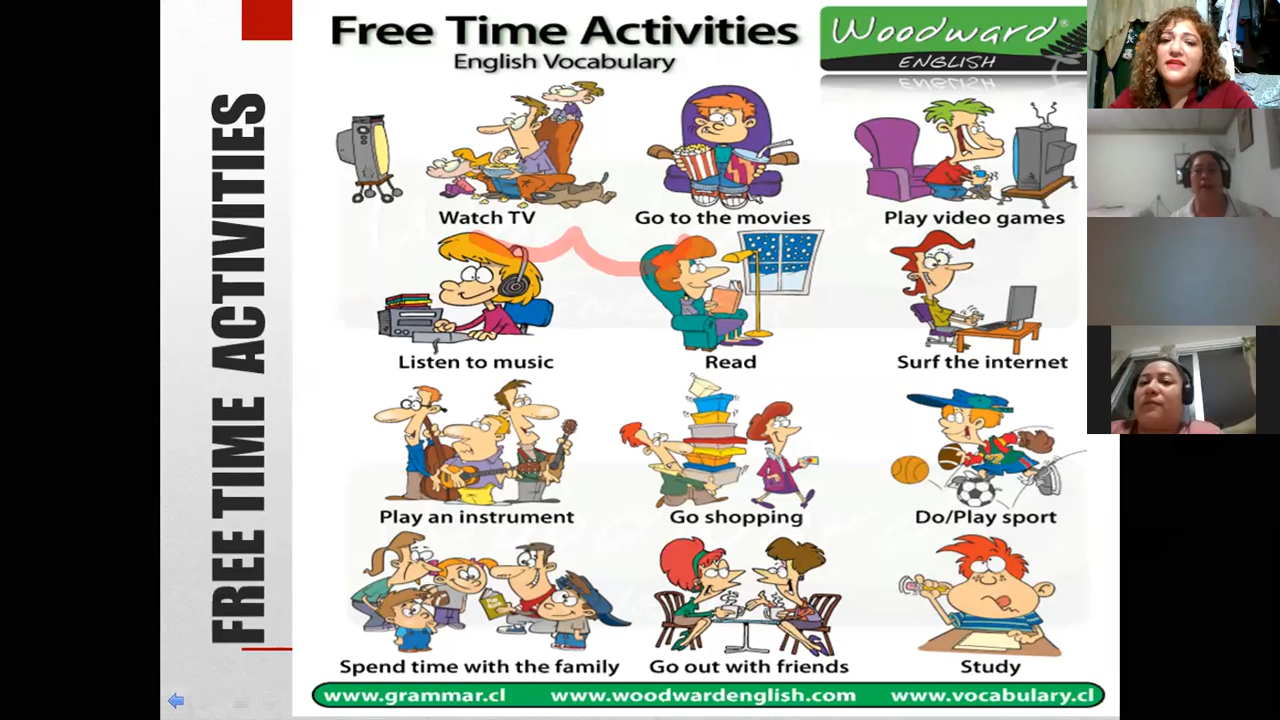 FREE TIME ACTIVITIES
Free Time Activities
English Vocabulary
Woodward®
ENGLISH
Watch TV
Go to the movies
Play video games
Listen to music
Read
Surf the internet
Play an instrument
Go shopping
Do/Play sport
Spend time with the family
Go out with friends
Study
www.grammar.cl
www.woodwardenglish.com
www.vocabulary.cl